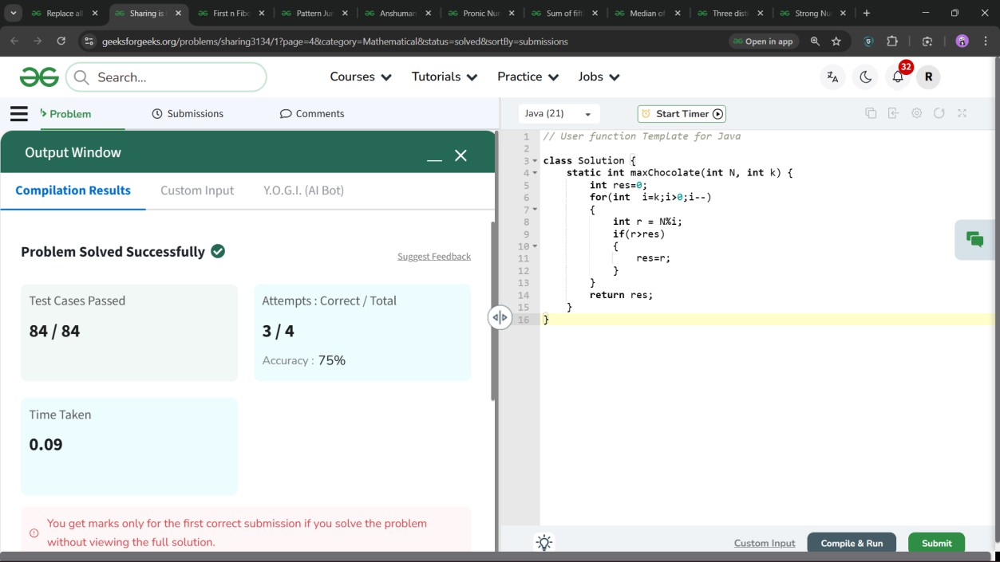 Replace all
Sharing is
First n Fibo
Pattern Jum
Anshuman
Pronic Num
Sum of fift
Median of
Three disti
Strong Nu
geeksforgeeks.org/problems/sharing3134/1?page=4&category=Mathematical&status=solved&sortBy=submissions
Open in app
Search...
Courses
Tutorials
Practice
Jobs
32
R
Problem
Submissions
Comments
Java (21)
Start Timer
Output Window
Compilation Results
Custom Input
Y.O.G.I. (AI Bot)
Problem Solved Successfully
Suggest Feedback
Test Cases Passed
84 / 84
Attempts : Correct / Total
3 / 4
Accuracy : 75%
Time Taken
0.09
You get marks only for the first correct submission if you solve the problem
without viewing the full solution.
1 // User function Template for Java
2
3 class Solution {
4 static int maxChocolate(int N, int k) {
5 int res=0;
6 for(int  i=k;i>0;i--)
7 {
8 int r = N%i;
9 if(r>res)
10 {
11 res=r;
12 }
13 }
14 return res;
15 }
16 }
Custom Input
Compile & Run
Submit